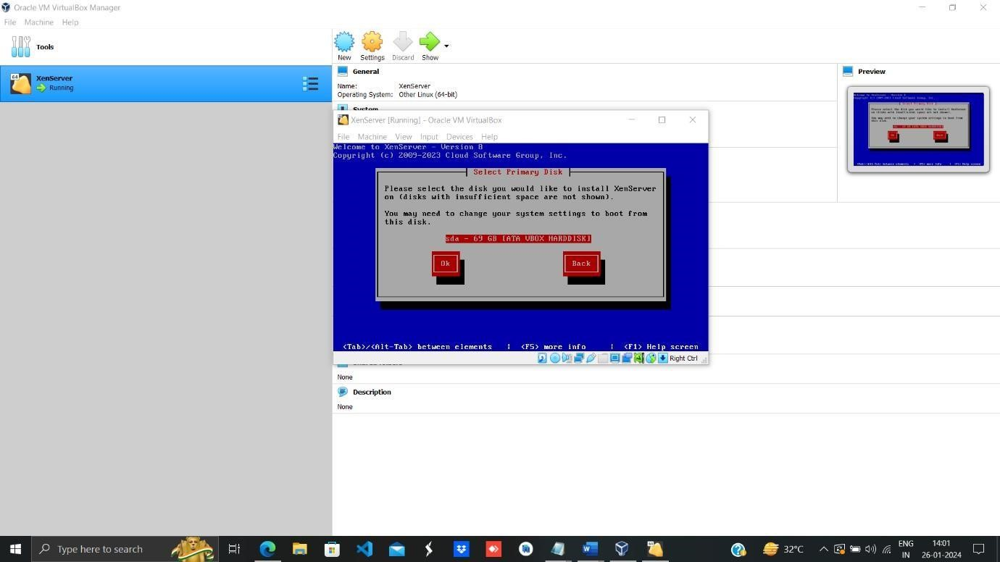 Oracle VM VirtualBox Manager
File Machine Help
Tools
New Settings Discard Show
64
XenServer
Running
General
Name: XenServer
Operating System: Other Linux (64-bit)
System
Preview
XenServer [Running] - Oracle VM VirtualBox
File Machine View Input Devices Help
Welcome to XenServer - Version 8
Copyright (c) 2009-2023 Cloud Software Group, Inc.
Select Primary Disk
Please select the disk you would like to install XenServer
on (disks with insufficient space are not shown).
You may need to change your system settings to boot from
this disk.
sda - 69 GB [ATA VBOX HARDDISK]
Ok Back
<Tab>/<Alt-Tab> between elements | <F5> more info | <F1> Help screen
Right Ctrl
None
Description
None
Type here to search
32°C
ENG
IN
14:01
26-01-2024